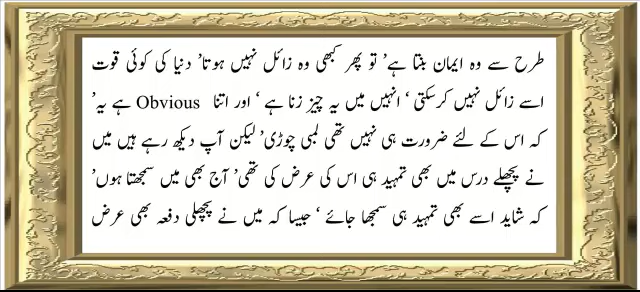 طرح سے وہ ایمان بنتا ہے’ تو پھر کبھی وہ زائل نہیں ہوتا’ دنیا کی کوئی قوت
اسے زائل نہیں کرسکتی ‘ انہیں میں یہ چیز زنا ہے ‘ اور اتنا Obvious ہے یہ’
کہ اس کے لئے ضرورت ہی نہیں تھی لمبی چوڑی’ لیکن آپ دیکھ رہے ہیں میں
نے پچھلے درس میں بھی تمہید ہی اس کی عرض کی تھی’ آج بھی میں سمجھتا ہوں’
کہ شاید اسے بھی تمہید ہی سمجھا جائے ‘ جیسا کہ میں نے پچھلی دفعہ بھی عرض